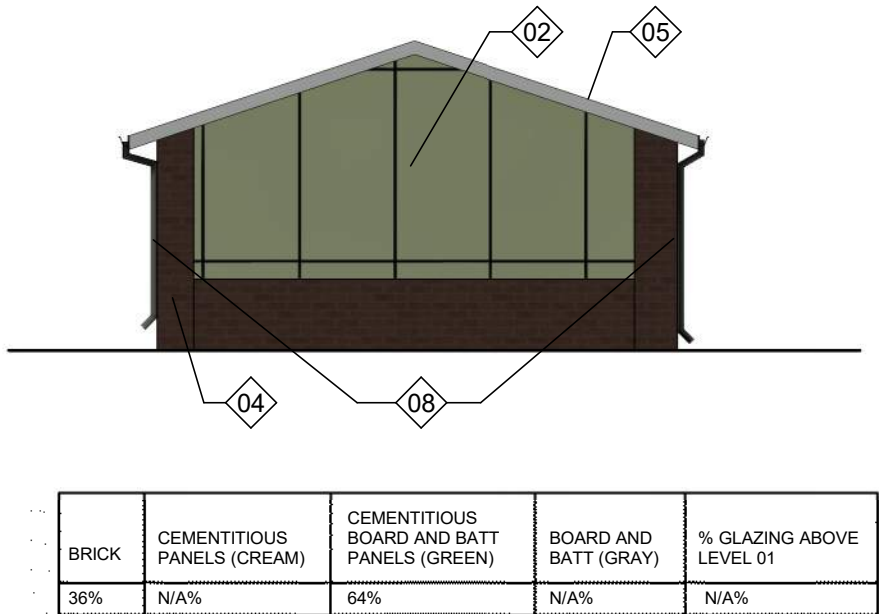 02
05
04
08
BRICK
CEMENTITIOUS
PANELS (CREAM)
CEMENTITIOUS
BOARD AND BATT
PANELS (GREEN)
BOARD AND
BATT (GRAY)
% GLAZING ABOVE
LEVEL 01
36%
N/A%
64%
N/A%
N/A%